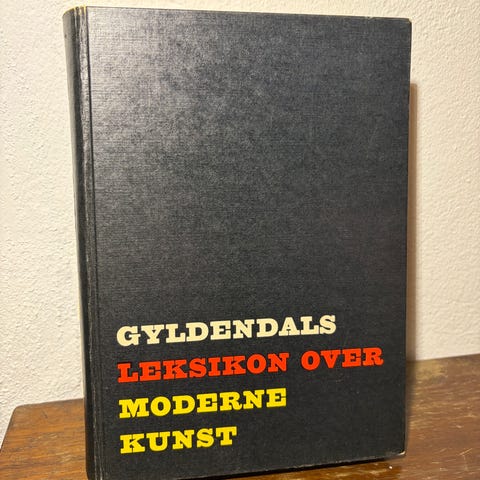 GYLDENDALS
LEKSIKON OVER
MODERNE
KUNST